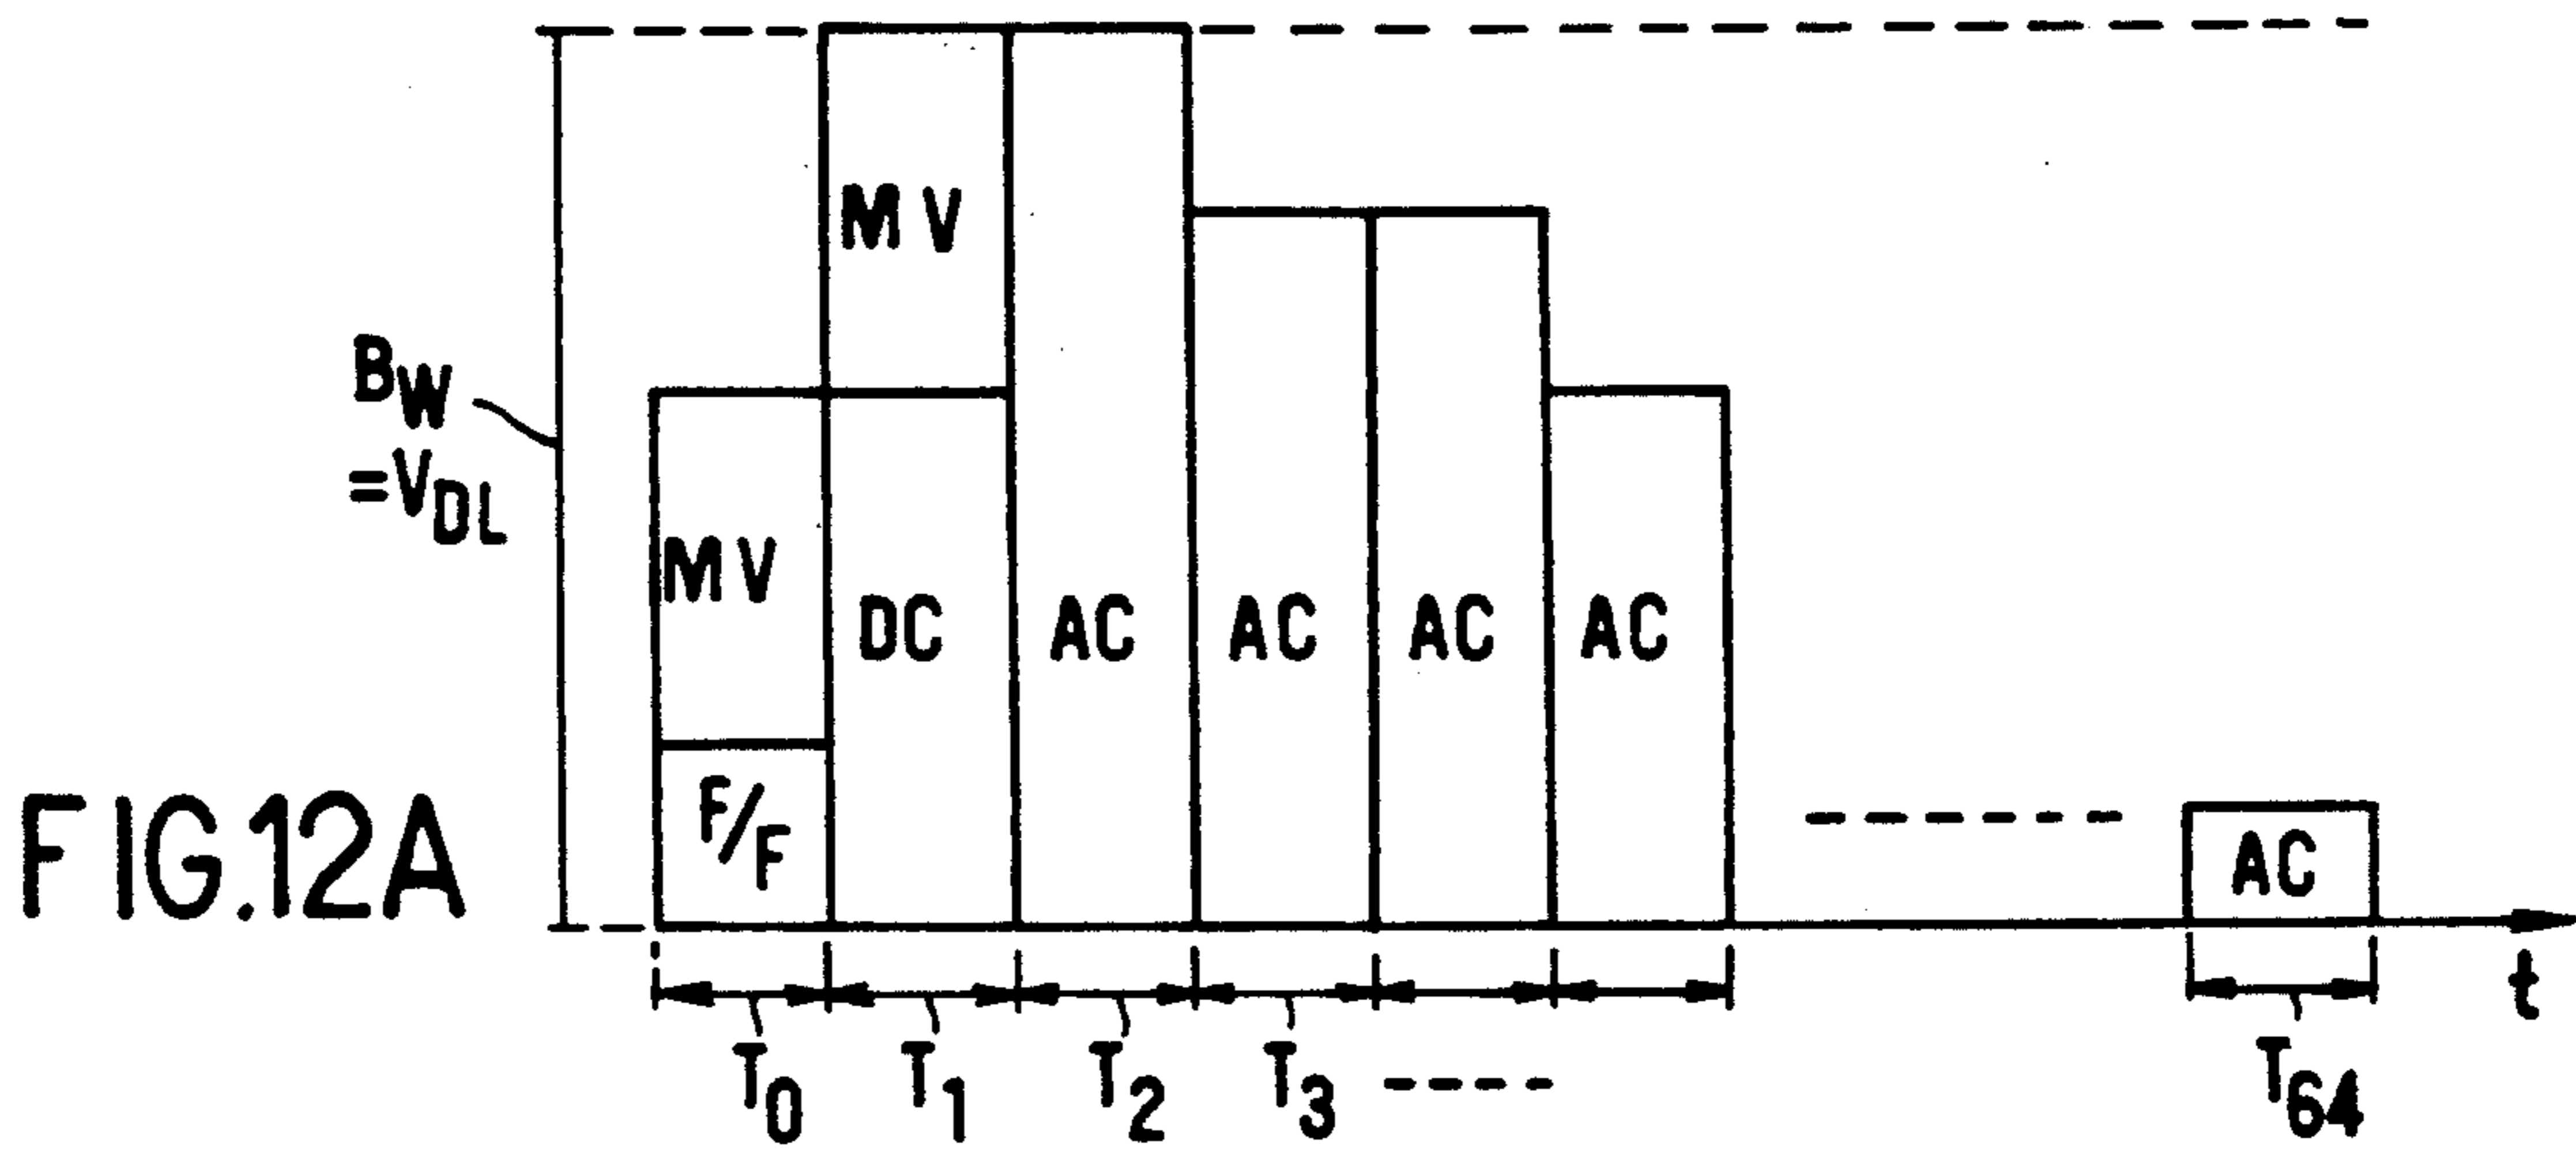 MV
B_W
=V_DL
MV
DC
AC
AC
AC
AC
F/F
AC
FIG.12A
t
T_0
T_1
T_2
T_3
T_64